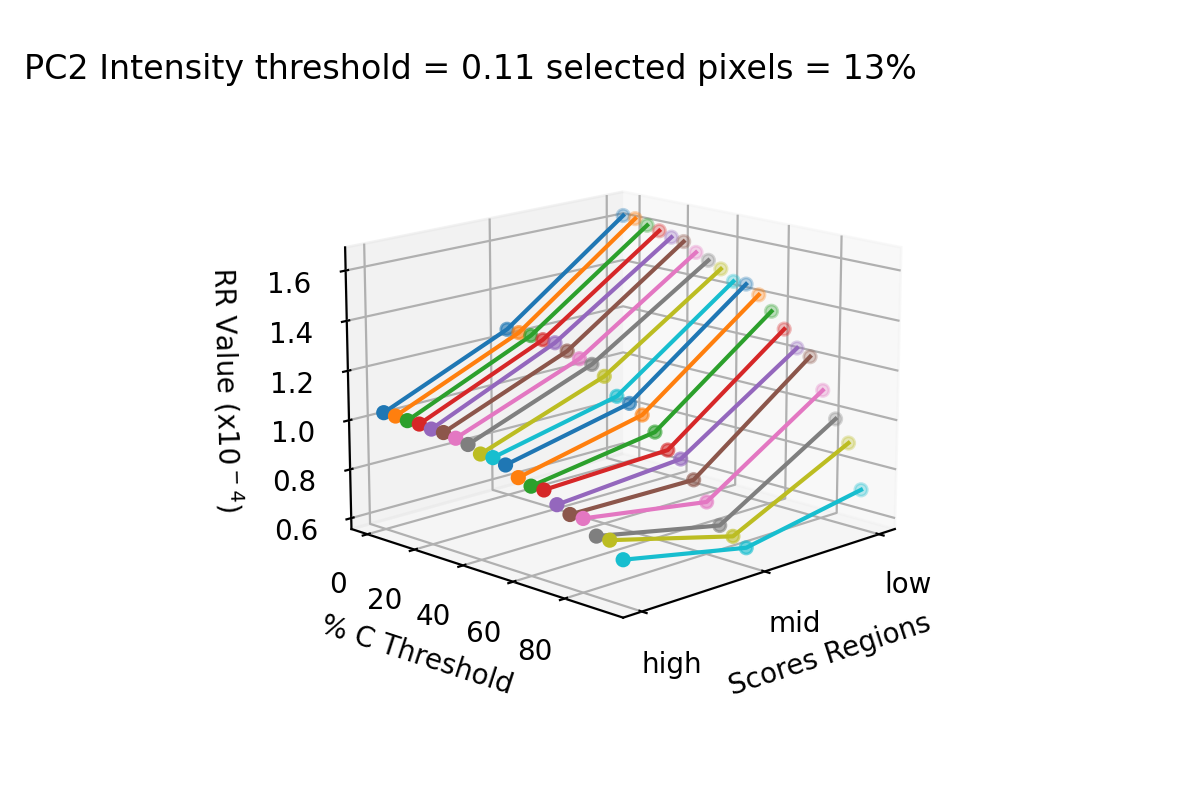 PC2 Intensity threshold = 0.11 selected pixels = 13%
RR Value (x10⁻⁴)
1.6
1.4
1.2
1.0
0.8
0.6
0
20
40
60
80
% C Threshold
high
mid
low
Scores Regions